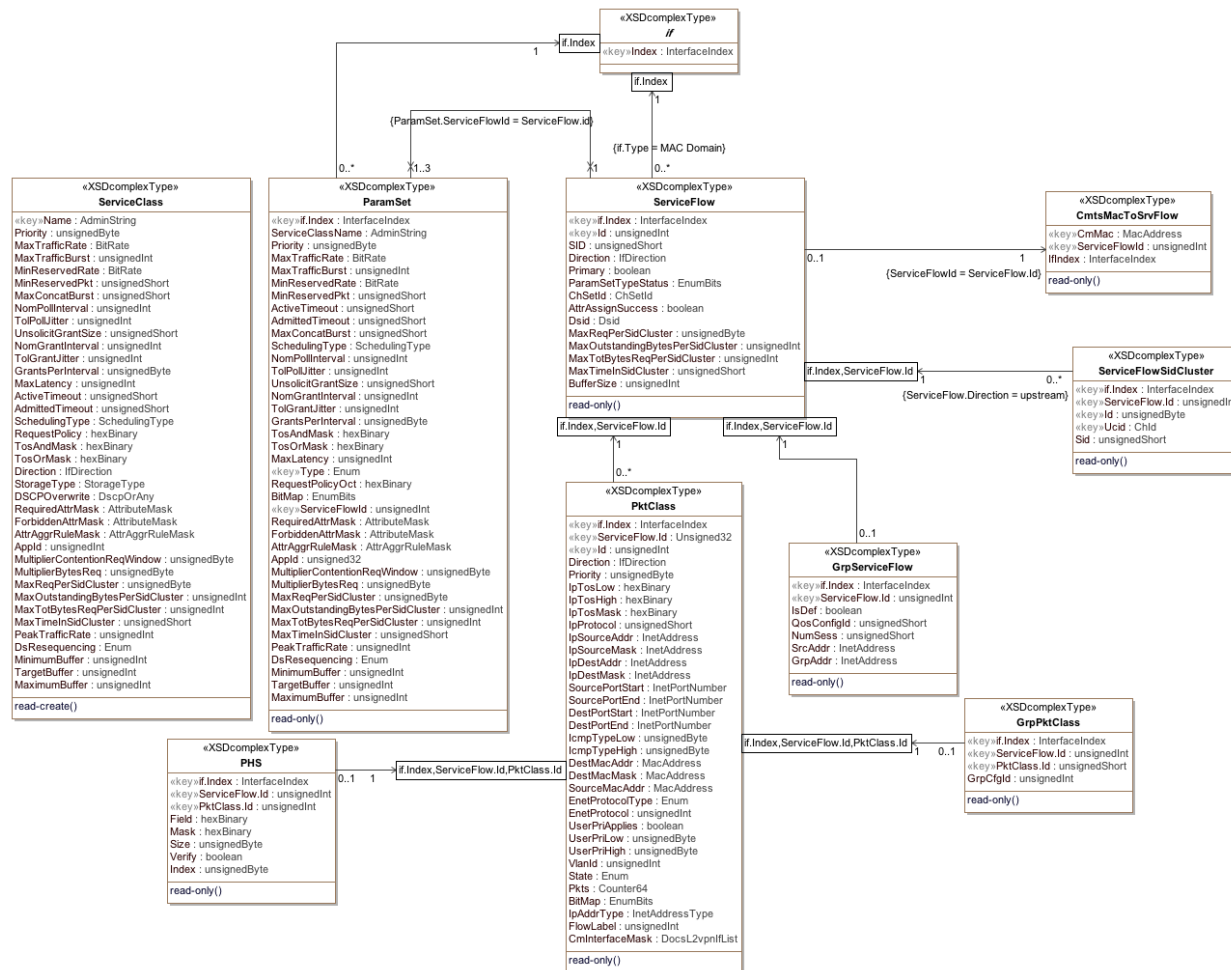 «XSDcomplexType»
if
«key»Index : InterfaceIndex
if.Index
1
if.Index
1
{ParamSet.ServiceFlowId = ServiceFlow.id}
{if.Type = MAC Domain}
0..*
1..3
1
0..*
«XSDcomplexType»
ServiceClass
«key»Name : AdminString
Priority : unsignedByte
MaxTrafficRate : BitRate
MaxTrafficBurst : unsignedInt
MinReservedRate : BitRate
MinReservedPkt : unsignedShort
MaxConcatBurst : unsignedShort
NomPollInterval : unsignedInt
TolPollJitter : unsignedInt
UnsolicitGrantSize : unsignedShort
NomGrantInterval : unsignedInt
TolGrantJitter : unsignedInt
GrantsPerInterval : unsignedByte
MaxLatency : unsignedInt
ActiveTimeout : unsignedShort
AdmittedTimeout : unsignedShort
SchedulingType : SchedulingType
RequestPolicy : hexBinary
TosAndMask : hexBinary
TosOrMask : hexBinary
Direction : IfDirection
StorageType : StorageType
DSCPOverwrite : DscpOrAny
RequiredAttrMask : AttributeMask
ForbiddenAttrMask : AttributeMask
AttrAggrRuleMask : AttrAggrRuleMask
AppId : unsignedInt
MultiplierContentionReqWindow : unsignedByte
MultiplierBytesReq : unsignedByte
MaxReqPerSidCluster : unsignedByte
MaxOutstandingBytesPerSidCluster : unsignedInt
MaxTotBytesReqPerSidCluster : unsignedInt
MaxTimeInSidCluster : unsignedShort
PeakTrafficRate : unsignedInt
DsResequencing : Enum
MinimumBuffer : unsignedInt
TargetBuffer : unsignedInt
MaximumBuffer : unsignedInt
read-create()
«XSDcomplexType»
ParamSet
«key»if.Index : InterfaceIndex
ServiceClassName : AdminString
Priority : unsignedByte
MaxTrafficRate : BitRate
MaxTrafficBurst : unsignedInt
MinReservedRate : BitRate
MinReservedPkt : unsignedShort
ActiveTimeout : unsignedShort
AdmittedTimeout : unsignedShort
MaxConcatBurst : unsignedShort
SchedulingType : SchedulingType
NomPollInterval : unsignedInt
TolPollJitter : unsignedInt
UnsolicitGrantSize : unsignedShort
NomGrantInterval : unsignedInt
TolGrantJitter : unsignedInt
GrantsPerInterval : unsignedByte
TosAndMask : hexBinary
TosOrMask : hexBinary
MaxLatency : unsignedInt
«key»Type : Enum
RequestPolicyOct : hexBinary
BitMap : EnumBits
«key»ServiceFlowId : unsignedInt
RequiredAttrMask : AttributeMask
ForbiddenAttrMask : AttributeMask
AttrAggrRuleMask : AttrAggrRuleMask
AppId : unsigned32
MultiplierContentionReqWindow : unsignedByte
MultiplierBytesReq : unsignedByte
MaxReqPerSidCluster : unsignedByte
MaxOutstandingBytesPerSidCluster : unsignedInt
MaxTotBytesReqPerSidCluster : unsignedInt
MaxTimeInSidCluster : unsignedShort
PeakTrafficRate : unsignedInt
DsResequencing : Enum
MinimumBuffer : unsignedInt
TargetBuffer : unsignedInt
MaximumBuffer : unsignedInt
read-only()
«XSDcomplexType»
ServiceFlow
«key»if.Index : InterfaceIndex
«key»Id : unsignedInt
SID : unsignedShort
Direction : IfDirection
Primary : boolean
ParamSetTypeStatus : EnumBits
ChSetId : ChSetId
AttrAssignSuccess : boolean
Dsid : Dsid
MaxReqPerSidCluster : unsignedByte
MaxOutstandingBytesPerSidCluster : unsignedInt
MaxTotBytesReqPerSidCluster : unsignedInt
MaxTimeInSidCluster : unsignedShort
BufferSize : unsignedInt
read-only()
0..1
1
{ServiceFlowId = ServiceFlow.Id}
«XSDcomplexType»
CmtsMacToSrvFlow
«key»CmMac : MacAddress
«key»ServiceFlowId : unsignedInt
IfIndex : InterfaceIndex
read-only()
if.Index,ServiceFlow.Id
1
0..*
{ServiceFlow.Direction = upstream}
«XSDcomplexType»
ServiceFlowSidCluster
«key»if.Index : InterfaceIndex
«key»ServiceFlow.Id : unsignedInt
«key»Id : unsignedByte
«key»Ucid : ChId
Sid : unsignedShort
read-only()
if.Index,ServiceFlow.Id
1
0..*
if.Index,ServiceFlow.Id
1
0..1
«XSDcomplexType»
PktClass
«key»if.Index : InterfaceIndex
«key»ServiceFlow.Id : Unsigned32
«key»Id : unsignedInt
Direction : IfDirection
Priority : unsignedByte
IpTosLow : hexBinary
IpTosHigh : hexBinary
IpTosMask : hexBinary
IpProtocol : unsignedShort
IpSourceAddr : InetAddress
IpSourceMask : InetAddress
IpDestAddr : InetAddress
IpDestMask : InetAddress
SourcePortStart : InetPortNumber
SourcePortEnd : InetPortNumber
DestPortStart : InetPortNumber
DestPortEnd : InetPortNumber
IcmpTypeLow : unsignedByte
IcmpTypeHigh : unsignedByte
DestMacAddr : MacAddress
DestMacMask : MacAddress
SourceMacAddr : MacAddress
EnetProtocolType : Enum
EnetProtocol : unsignedInt
UserPriApplies : boolean
UserPriLow : unsignedByte
UserPriHigh : unsignedByte
VlanId : unsignedInt
State : Enum
Pkts : Counter64
BitMap : EnumBits
IpAddrType : InetAddressType
FlowLabel : unsignedInt
CmInterfaceMask : DocsL2vpnIfList
read-only()
«XSDcomplexType»
GrpServiceFlow
«key»if.Index : InterfaceIndex
«key»ServiceFlow.Id : unsignedInt
IsDef : boolean
QosConfigId : unsignedShort
NumSess : unsignedShort
SrcAddr : InetAddress
GrpAddr : InetAddress
read-only()
if.Index,ServiceFlow.Id,PktClass.Id
1
0..1
«XSDcomplexType»
GrpPktClass
«key»if.Index : InterfaceIndex
«key»ServiceFlow.Id : unsignedInt
«key»PktClass.Id : unsignedShort
GrpCfgId : unsignedInt
read-only()
«XSDcomplexType»
PHS
«key»if.Index : InterfaceIndex
«key»ServiceFlow.Id : unsignedInt
«key»PktClass.Id : unsignedInt
Field : hexBinary
Mask : hexBinary
Size : unsignedByte
Verify : boolean
Index : unsignedByte
read-only()
0..1
1
if.Index,ServiceFlow.Id,PktClass.Id